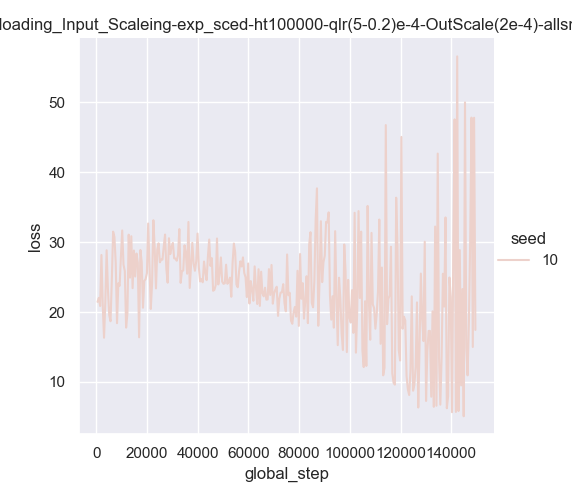 loading_Input_Scaleing-exp_sced-ht100000-qlr(5-0.2)e-4-OutScale(2e-4)-allsr
50
40
30
20
10
loss
seed
10
0 20000 40000 60000 80000 100000 120000 140000
global_step